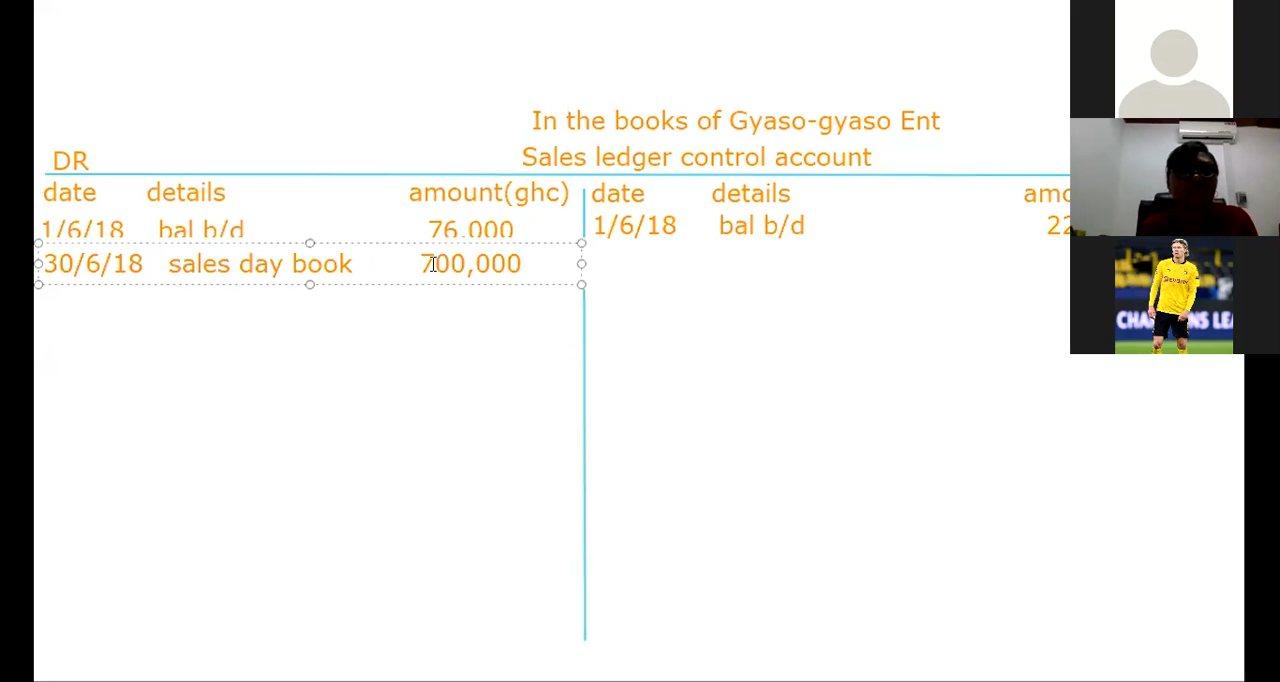 In the books of Gyaso-gyaso Ent
DR
Sales ledger control account
date details amount(ghc) date details
1/6/18 bal b/d 76,000 1/6/18 bal b/d
30/6/18 sales day book 700,000